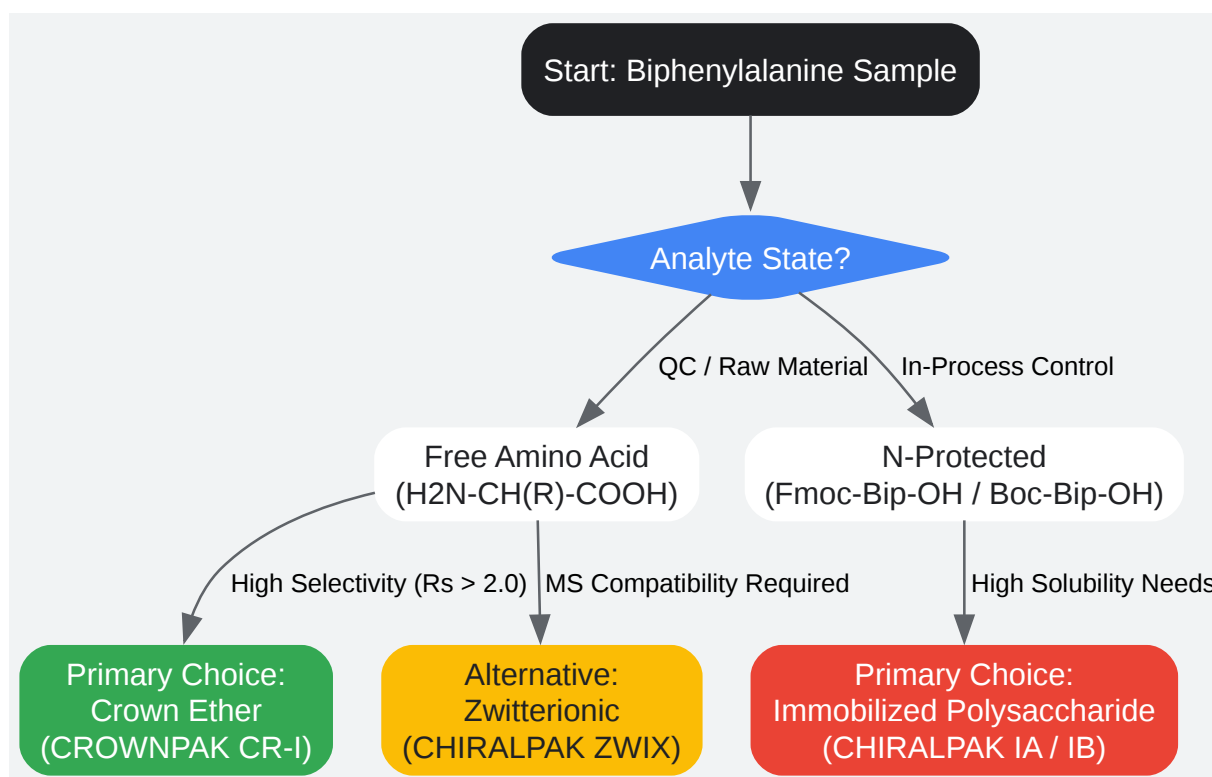 Start: Biphenylalanine Sample
Analyte State?
QC / Raw Material
In-Process Control
Free Amino Acid
(H2N-CH(R)-COOH)
N-Protected
(Fmoc-Bip-OH / Boc-Bip-OH)
High Selectivity (Rs > 2.0)
MS Compatibility Required
High Solubility Needs
Primary Choice:
Crown Ether
(CROWNPAK CR-I)
Alternative:
Zwitterionic
(CHIRALPAK ZWIX)
Primary Choice:
Immobilized Polysaccharide
(CHIRALPAK IA / IB)